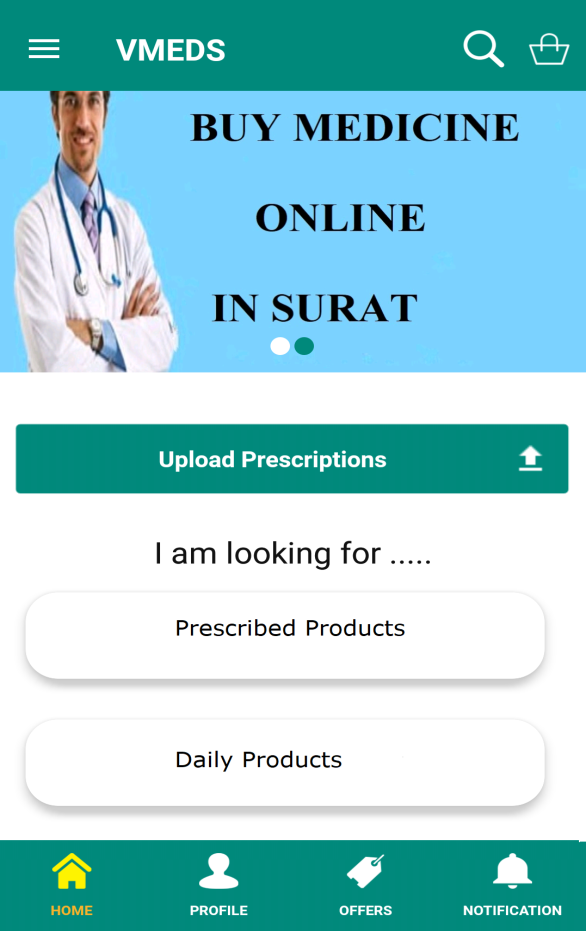 VMEDS
BUY MEDICINE
ONLINE
IN SURAT
Upload Prescriptions
I am looking for .....
Prescribed Products
Daily Products
HOME
PROFILE
OFFERS
NOTIFICATION